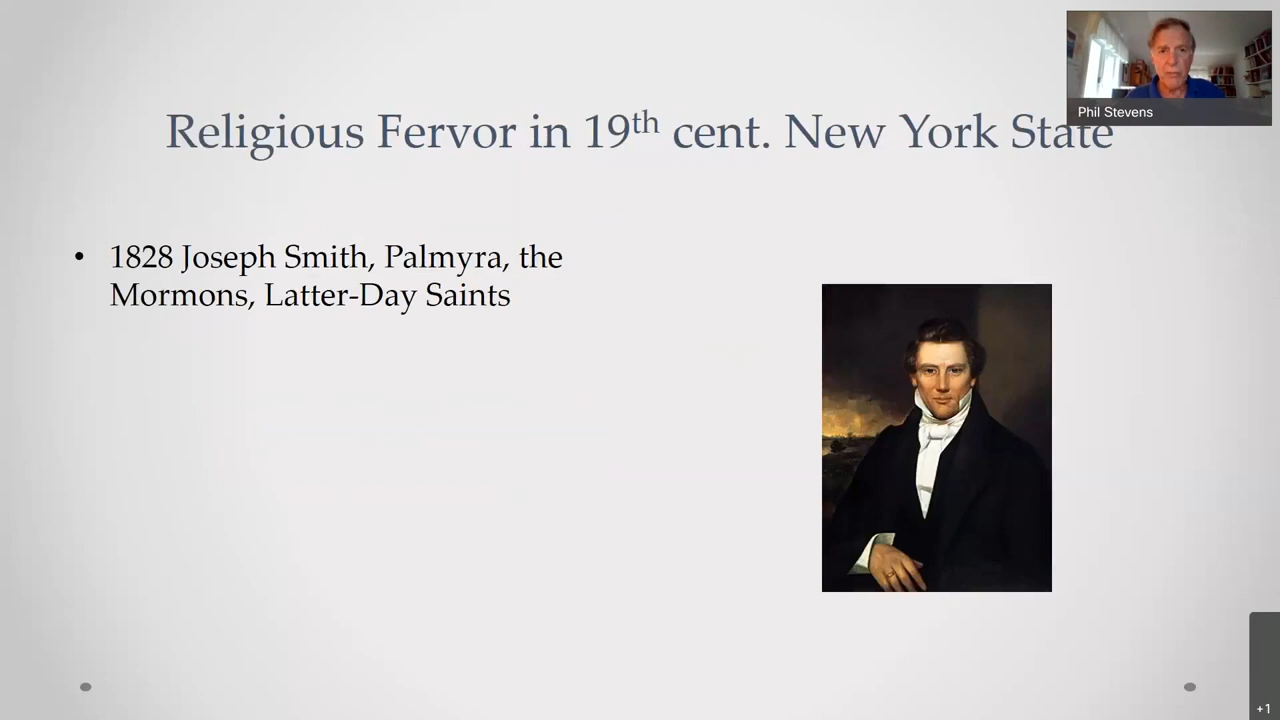 Phil Stevens
Religious Fervor in 19th cent. New York State
• 1828 Joseph Smith, Palmyra, the
Mormons, Latter-Day Saints
+1